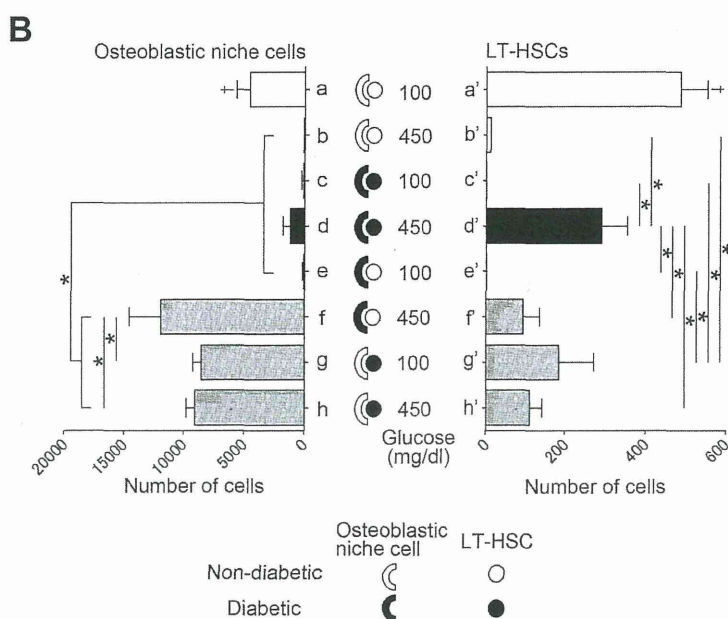 B
Osteoblastic niche cells LT-HSCs
† a 100 a' †
b 450 b'
c 100 c'
d 450 d'
e 100 e'
f 450 f'
g 100 g'
h 450 h'
* * *
* * * * * * * *
Glucose
(mg/dl)
20000 15000 10000 5000 0
0 200 400 600
Number of cells Number of cells
Osteoblastic
niche cell LT-HSC
Non-diabetic
Diabetic